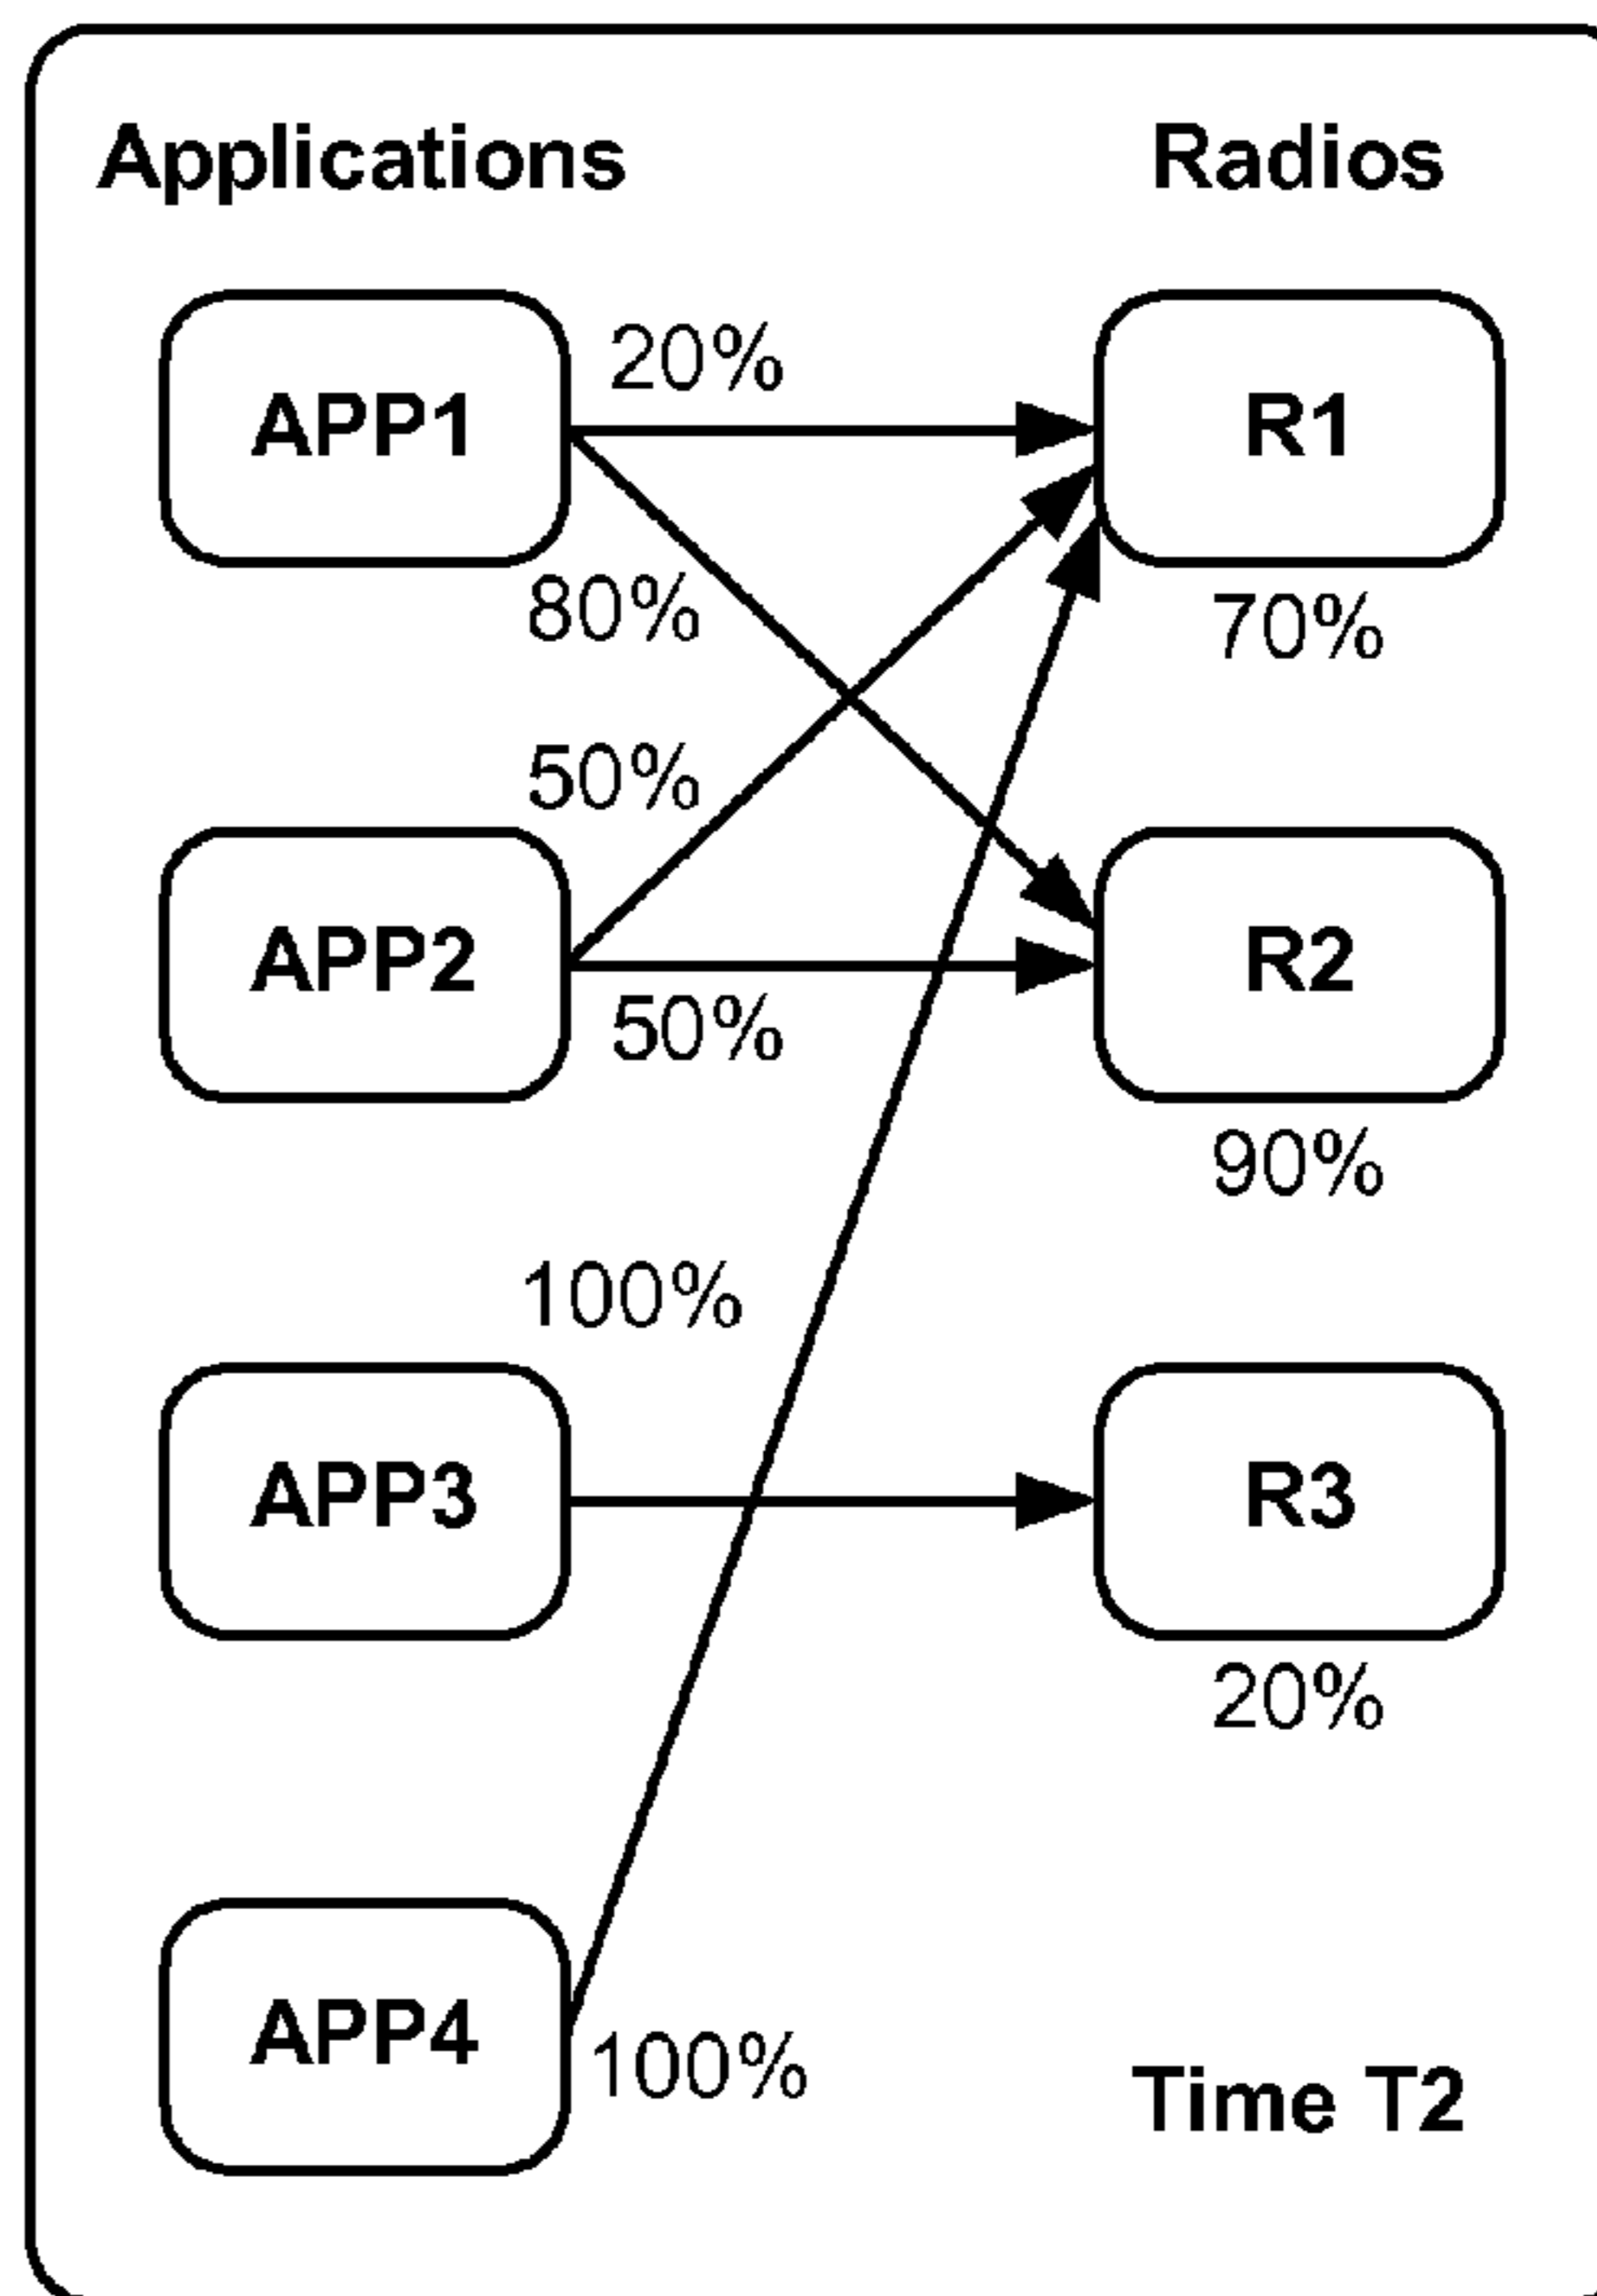 Applications Radios
APP1 20% R1
80% 70%
50%
APP2 R2
50%
90%
100%
APP3 R3
20%
APP4 100%
Time T2